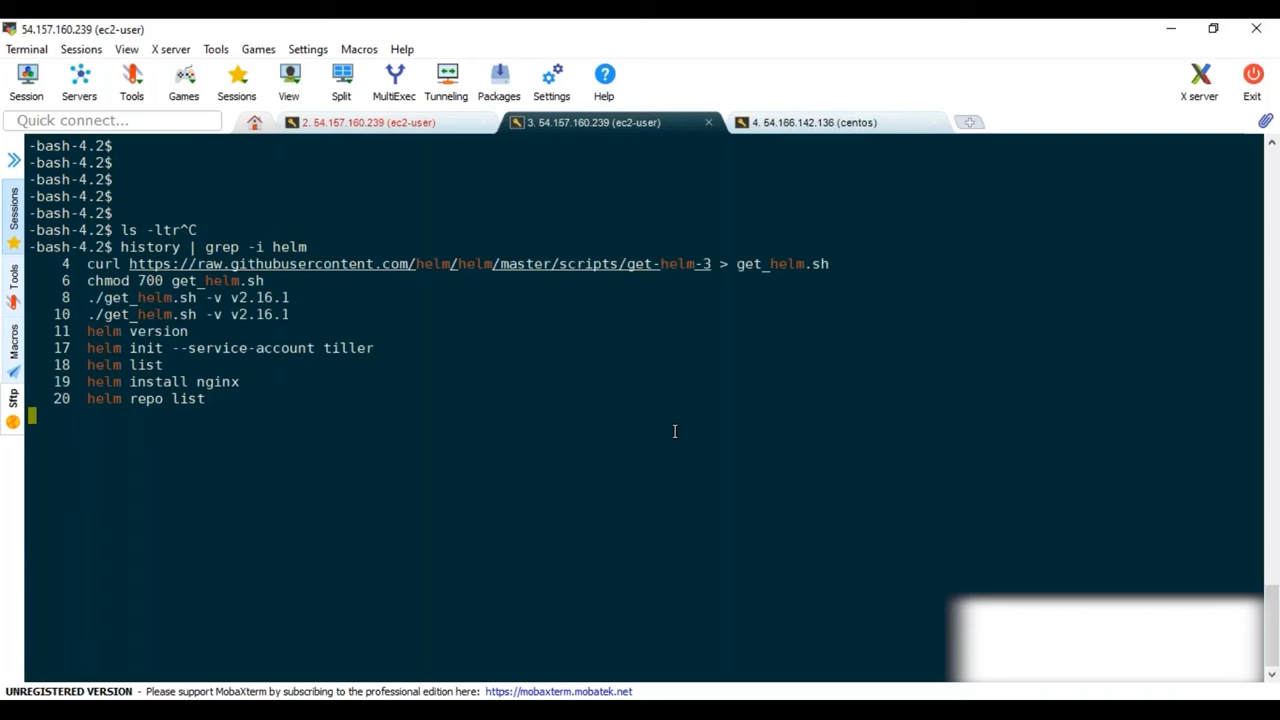 54.157.160.239 (ec2-user)
Terminal Sessions View X server Tools Games Settings Macros Help
Session Servers Tools Games Sessions View Split MultiExec Tunneling Packages Settings Help X server Exit
Quick connect... 2. 54.157.160.239 (ec2-user) 3. 54.157.160.239 (ec2-user) 4. 54.166.142.136 (centos)
-bash-4.2$
-bash-4.2$
-bash-4.2$
-bash-4.2$
-bash-4.2$
-bash-4.2$ ls -ltr^C
-bash-4.2$ history | grep -i helm
4 curl https://raw.githubusercontent.com/helm/helm/master/scripts/get-helm-3 > get_helm.sh
6 chmod 700 get_helm.sh
8 ./get_helm.sh -v v2.16.1
10 ./get_helm.sh -v v2.16.1
11 helm version
17 helm init --service-account tiller
18 helm list
19 helm install nginx
20 helm repo list
Sessions
Tools
Macros
Sftp
UNREGISTERED VERSION - Please support MobaXterm by subscribing to the professional edition here: https://mobaxterm.mobatek.net